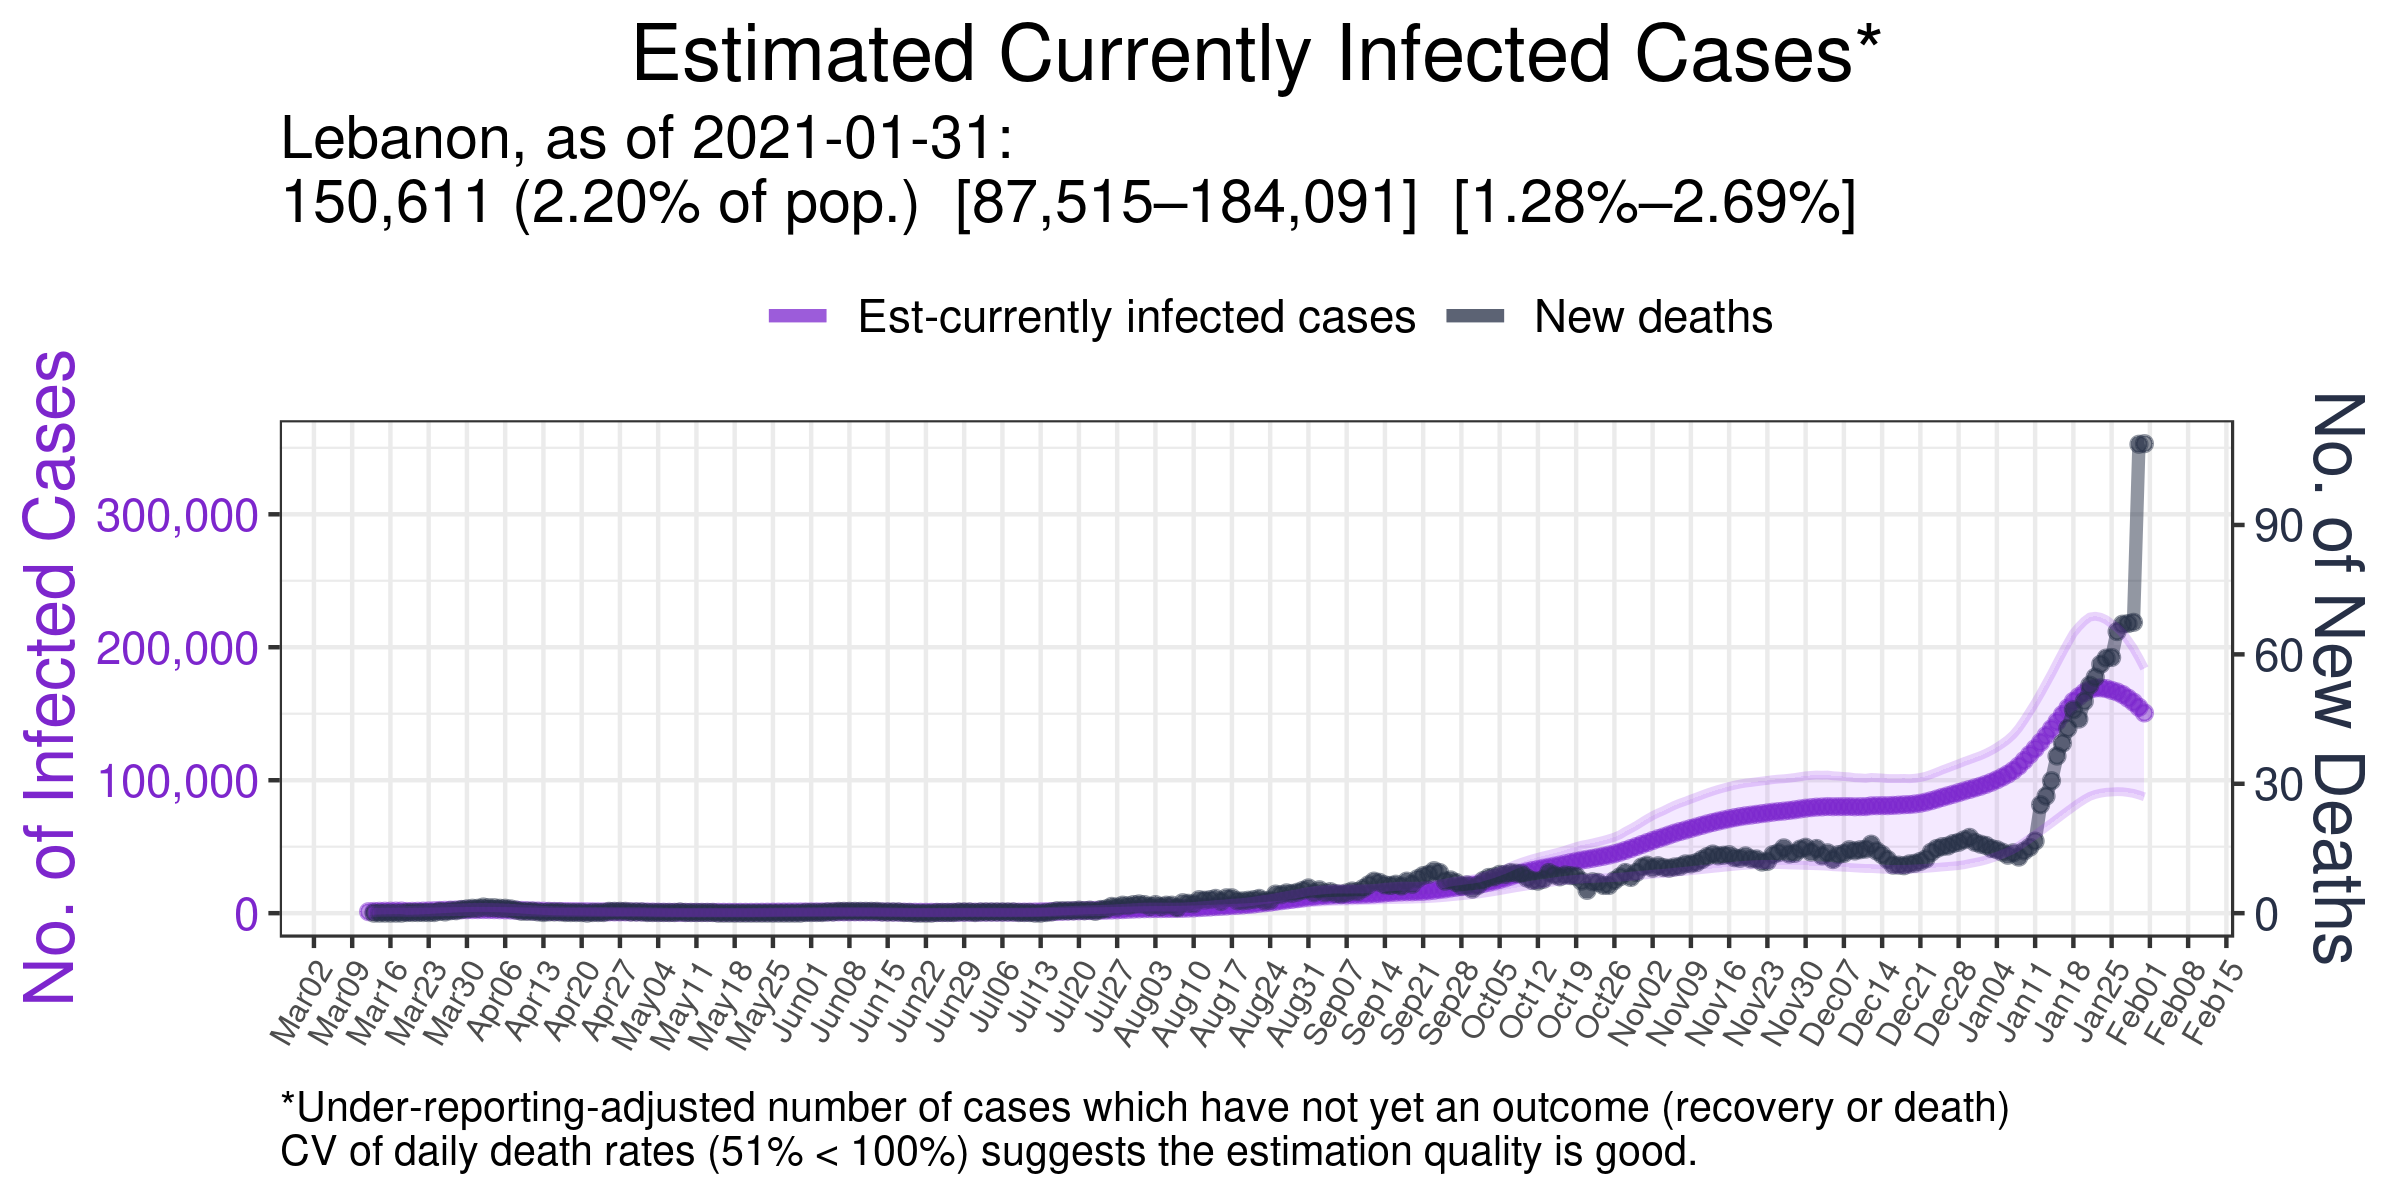 Estimated Currently Infected Cases*
Lebanon, as of 2021-01-31:
150,611 (2.20% of pop.) [87,515–184,091] [1.28%–2.69%]
Est-currently infected cases
New deaths
No. of Infected Cases
300,000
200,000
100,000
0
90
60
30
0
No. of New Deaths
Mar02
Mar09
Mar16
Mar23
Mar30
Apr06
Apr13
Apr20
Apr27
May04
May11
May18
May25
Jun01
Jun08
Jun15
Jun22
Jun29
Jul06
Jul13
Jul20
Jul27
Aug03
Aug10
Aug17
Aug24
Aug31
Sep07
Sep14
Sep21
Sep28
Oct05
Oct12
Oct19
Oct26
Nov02
Nov09
Nov16
Nov23
Nov30
Dec07
Dec14
Dec21
Dec28
Jan04
Jan11
Jan18
Jan25
Feb01
Feb08
Feb15
*Under-reporting-adjusted number of cases which have not yet an outcome (recovery or death)
CV of daily death rates (51% < 100%) suggests the estimation quality is good.